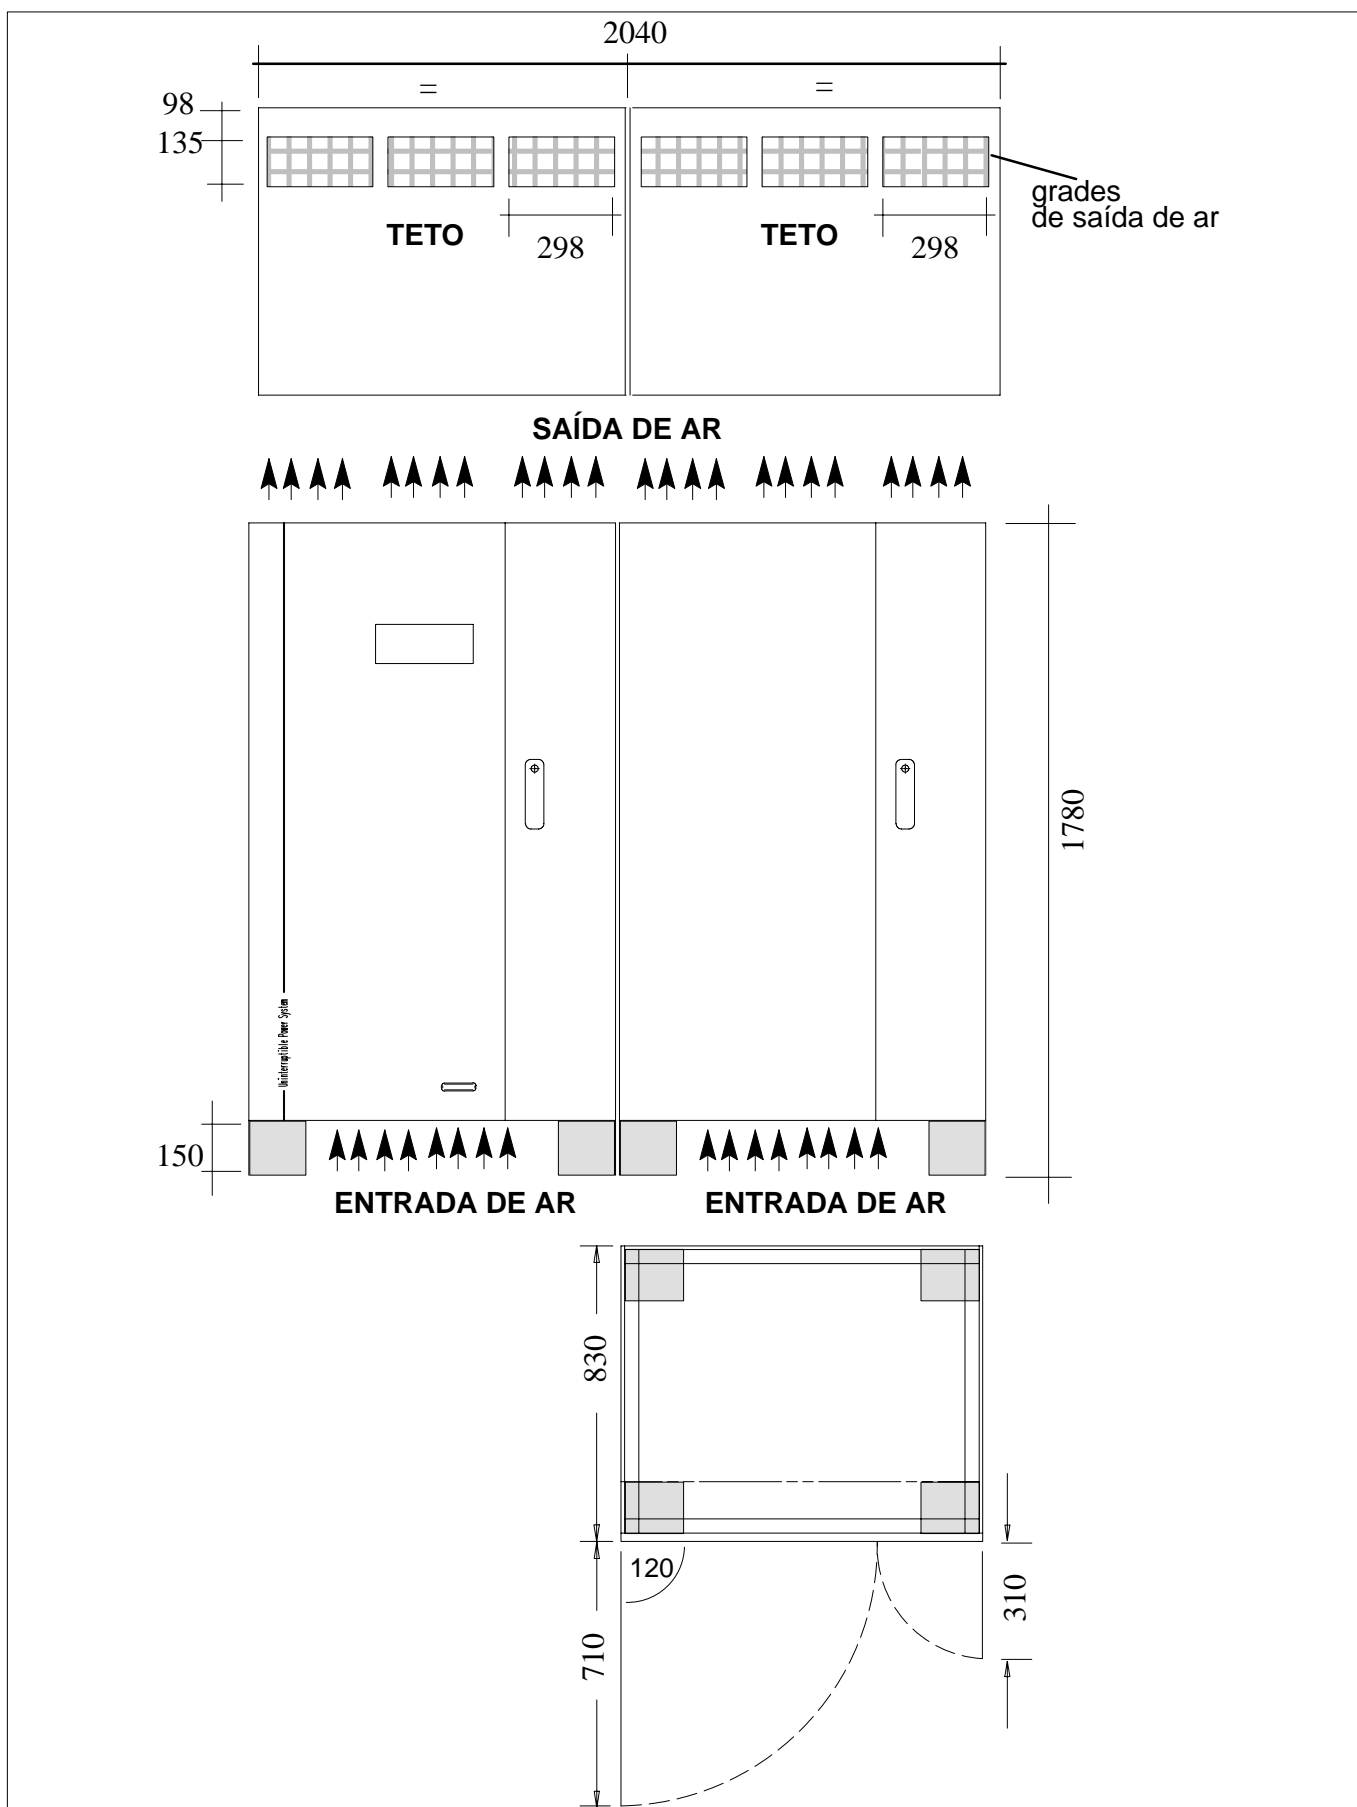 2040
=
=
98
135
grades
de saída de ar
TETO
298
TETO
298
SAÍDA DE AR
1780
Uninterruptible Power System
150
ENTRADA DE AR
ENTRADA DE AR
830
120
310
710